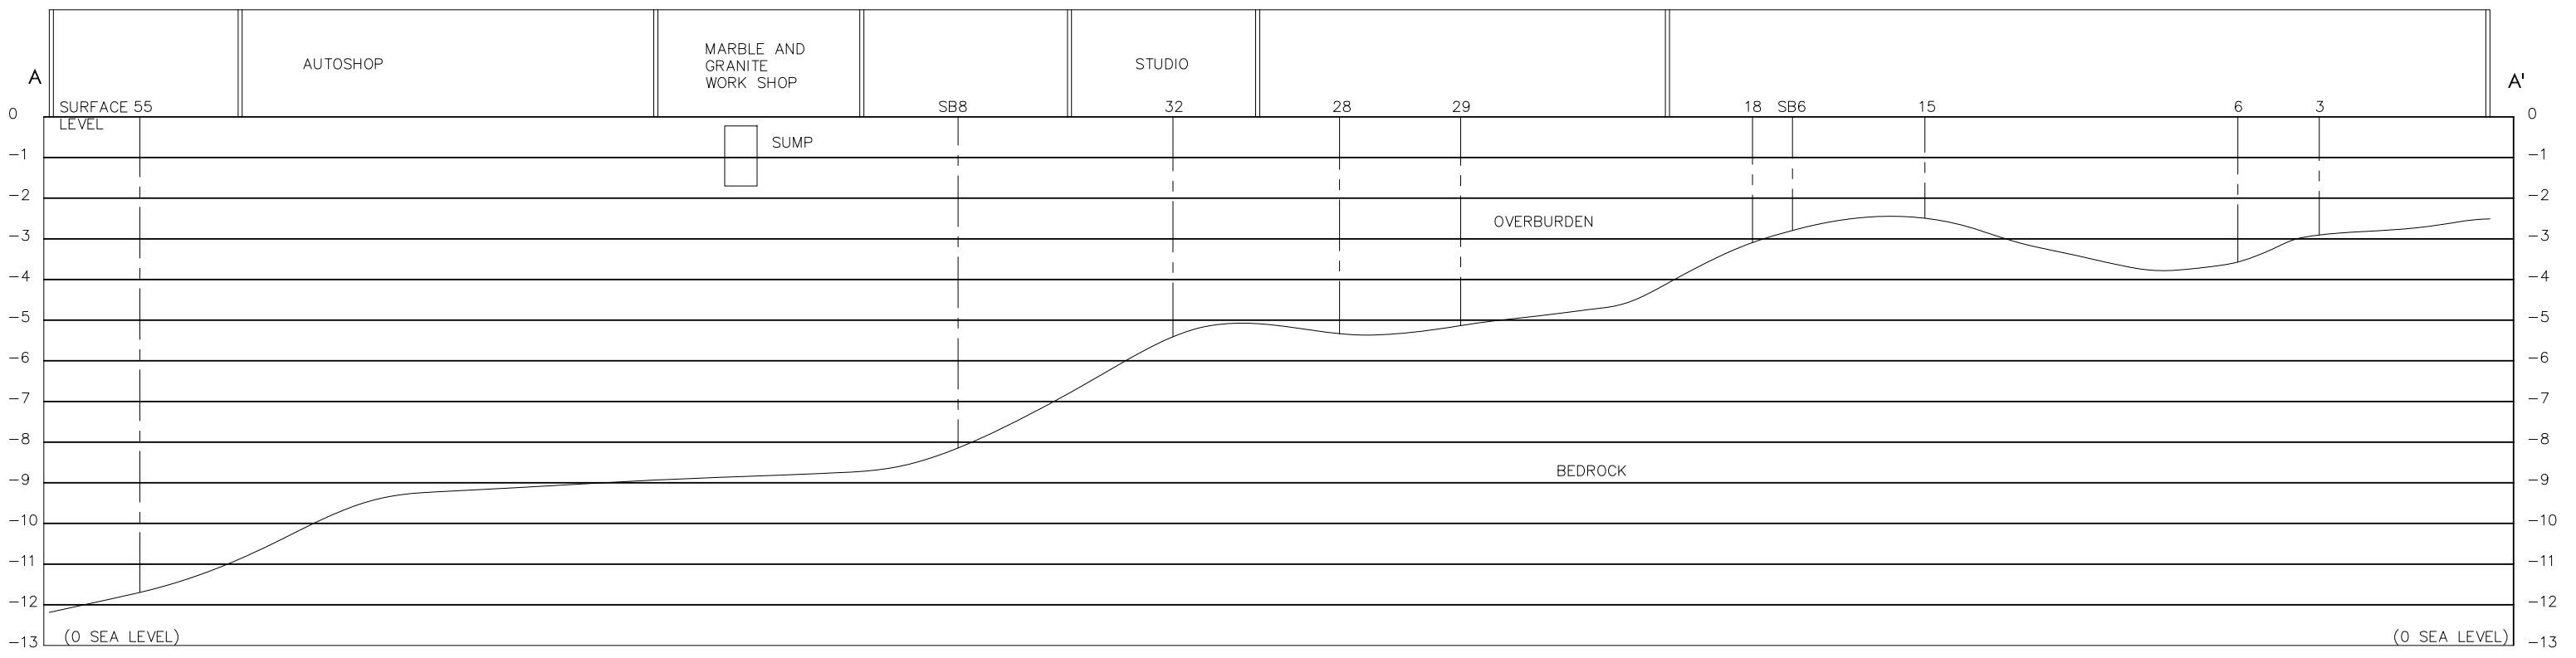 MARBLE AND
GRANITE
WORK SHOP
AUTOSHOP
STUDIO
A
A'
SURFACE 55
LEVEL
SB8
32
28
29
18
SB6
15
6
3
0
0
SUMP
-1
-1
-2
-2
OVERBURDEN
-3
-3
-4
-4
-5
-5
-6
-6
-7
-7
-8
-8
BEDROCK
-9
-9
-10
-10
-11
-11
-12
-12
(0 SEA LEVEL)
(0 SEA LEVEL)
-13
-13